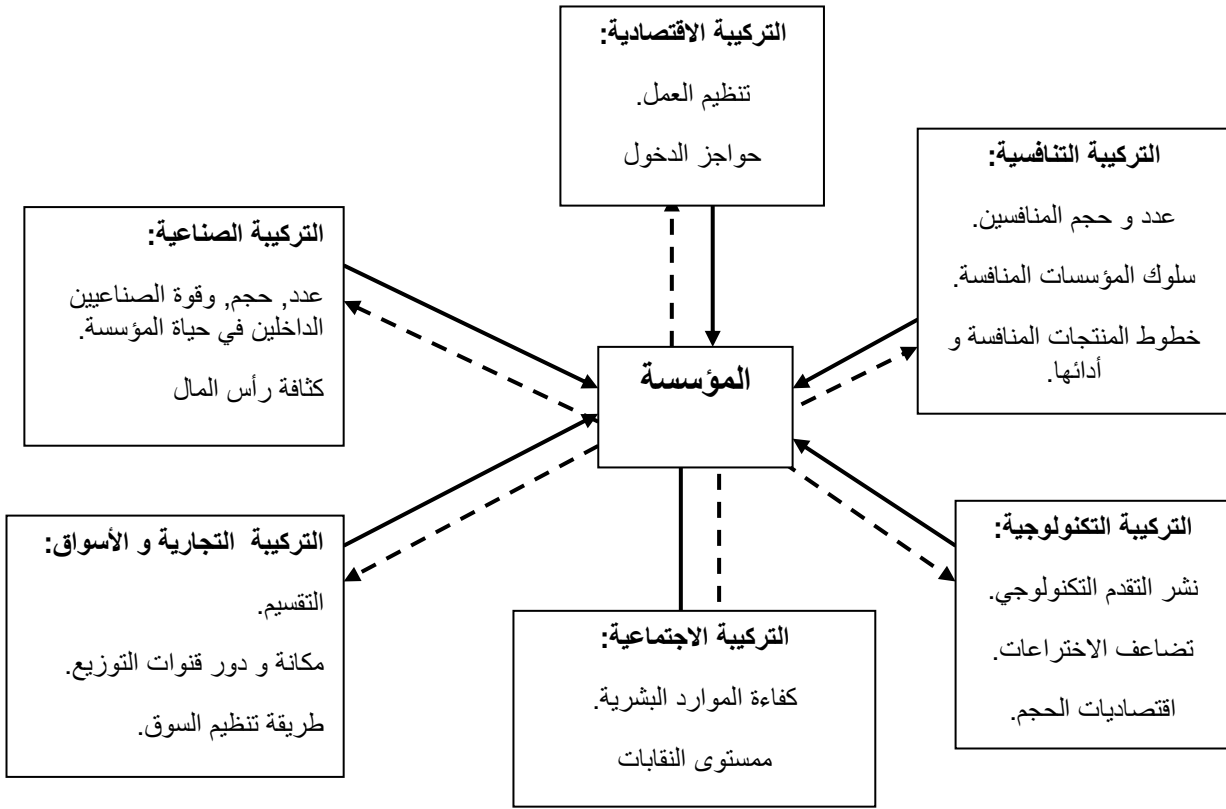 التركيبة الاقتصادية:
تنظيم العمل.
حواجز الدخول
التركيبة التنافسية:
عدد و حجم المنافسين.
سلوك المؤسسات المنافسة.
خطوط المنتجات المنافسة و
أدائها.
التركيبة الصناعية:
عدد, حجم, وقوة الصناعيين
الداخلين في حياة المؤسسة.
كثافة رأس المال
المؤسسة
التركيبة التكنولوجية:
نشر التقدم التكنولوجي.
تضاعف الاختراعات.
اقتصاديات الحجم.
التركيبة التجارية و الأسواق:
التقسيم.
مكانة و دور قنوات التوزيع.
طريقة تنظيم السوق.
التركيبة الاجتماعية:
كفاءة الموارد البشرية.
ممستوى النقابات